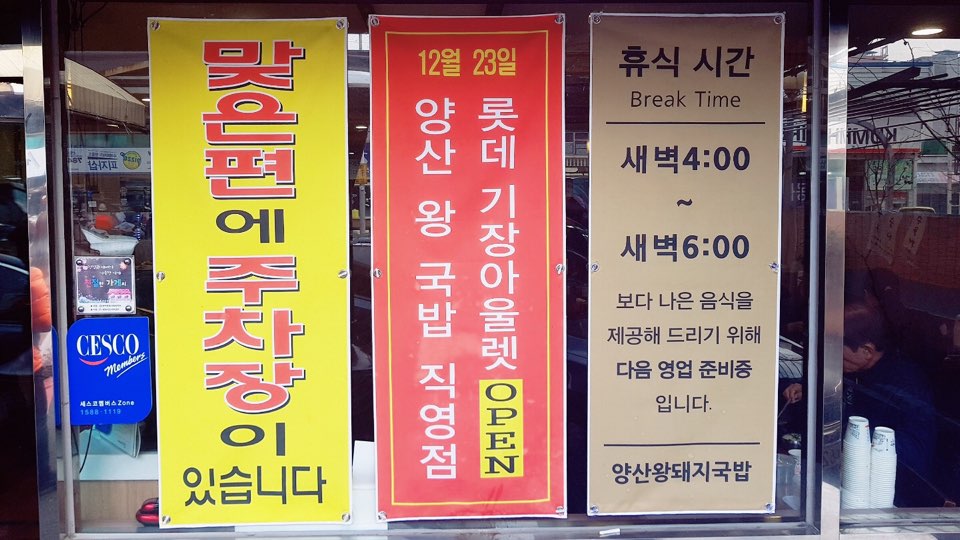 맞은편에 주차장이
있습니다
12월 23일
롯데 기장아울렛 OPEN
양산 왕 국밥 직영점
휴식 시간
Break Time
새벽4:00
~
새벽6:00
보다 나은 음식을
제공해 드리기 위해
다음 영업 준비중
입니다.
양산왕돼지국밥
CESCO
Members
세스코멤버스Zone
1588-1119
피자샵